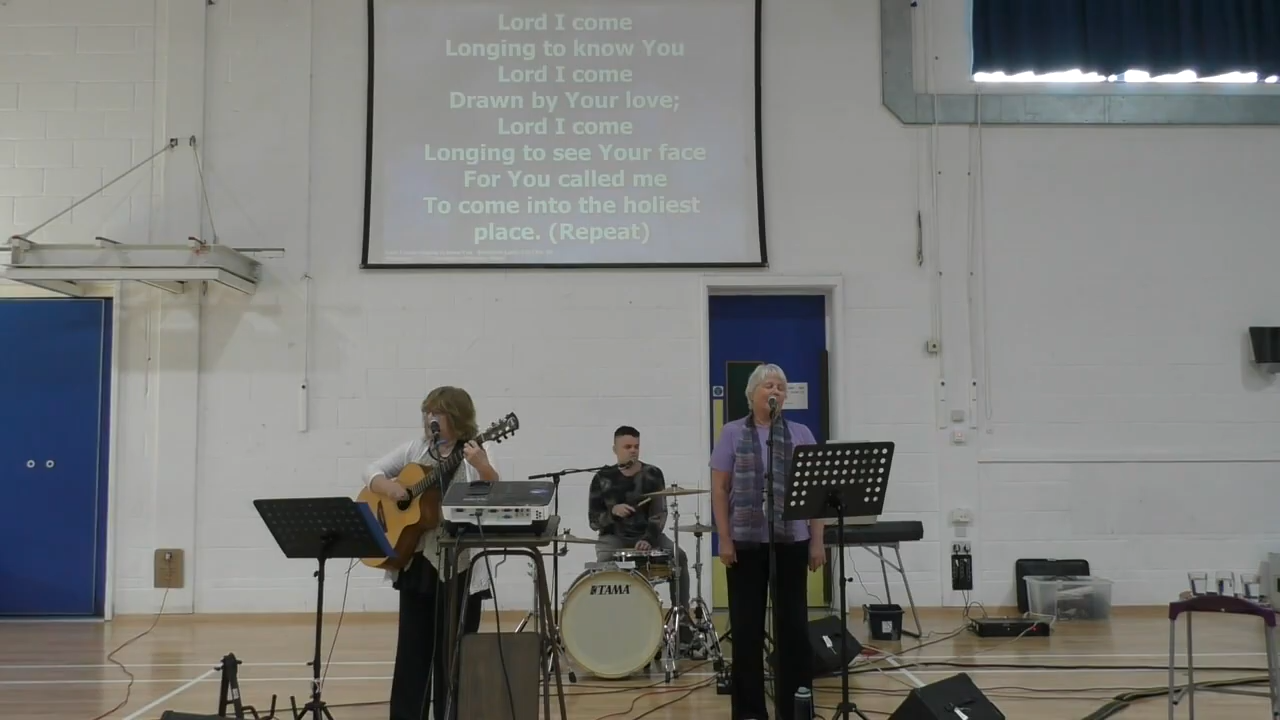 Lord I come
Longing to know You
Lord I come
Drawn by Your love;
Lord I come
Longing to see Your face
For You called me
To come into the holiest
place. (Repeat)
TAMA